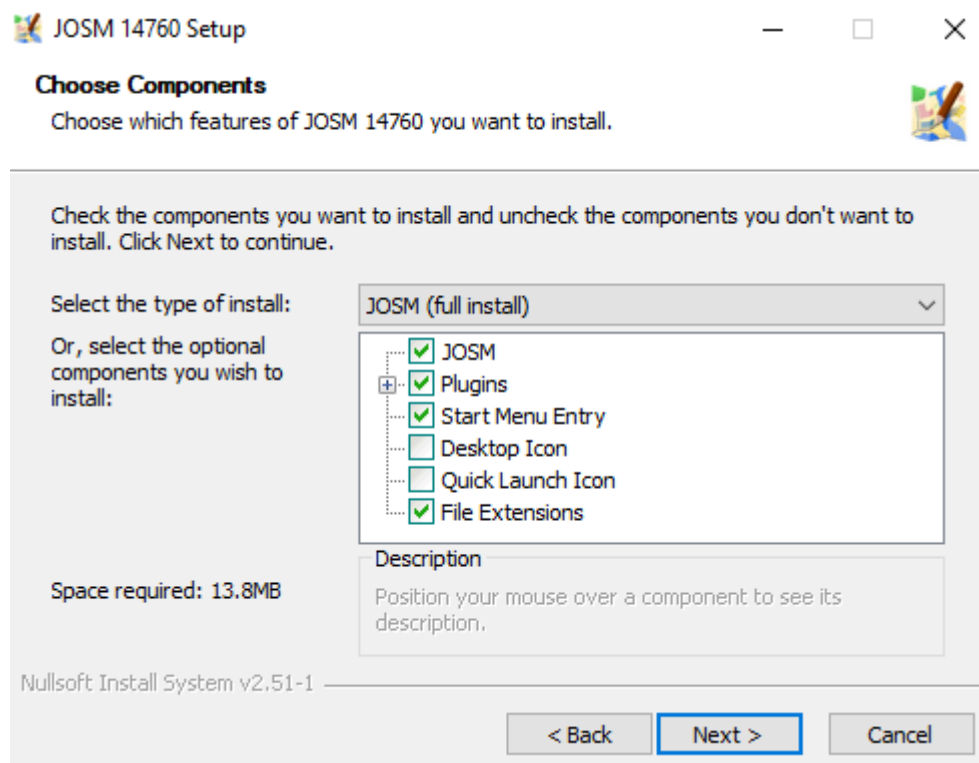 JOSM 14760 Setup
Choose Components
Choose which features of JOSM 14760 you want to install.
Check the components you want to install and uncheck the components you don't want to
install. Click Next to continue.
Select the type of install:
JOSM (full install)
Or, select the optional
components you wish to
install:
JOSM
Plugins
Start Menu Entry
Desktop Icon
Quick Launch Icon
File Extensions
Space required: 13.8MB
Description
Position your mouse over a component to see its
description.
Nullsoft Install System v2.51-1
< Back
Next >
Cancel